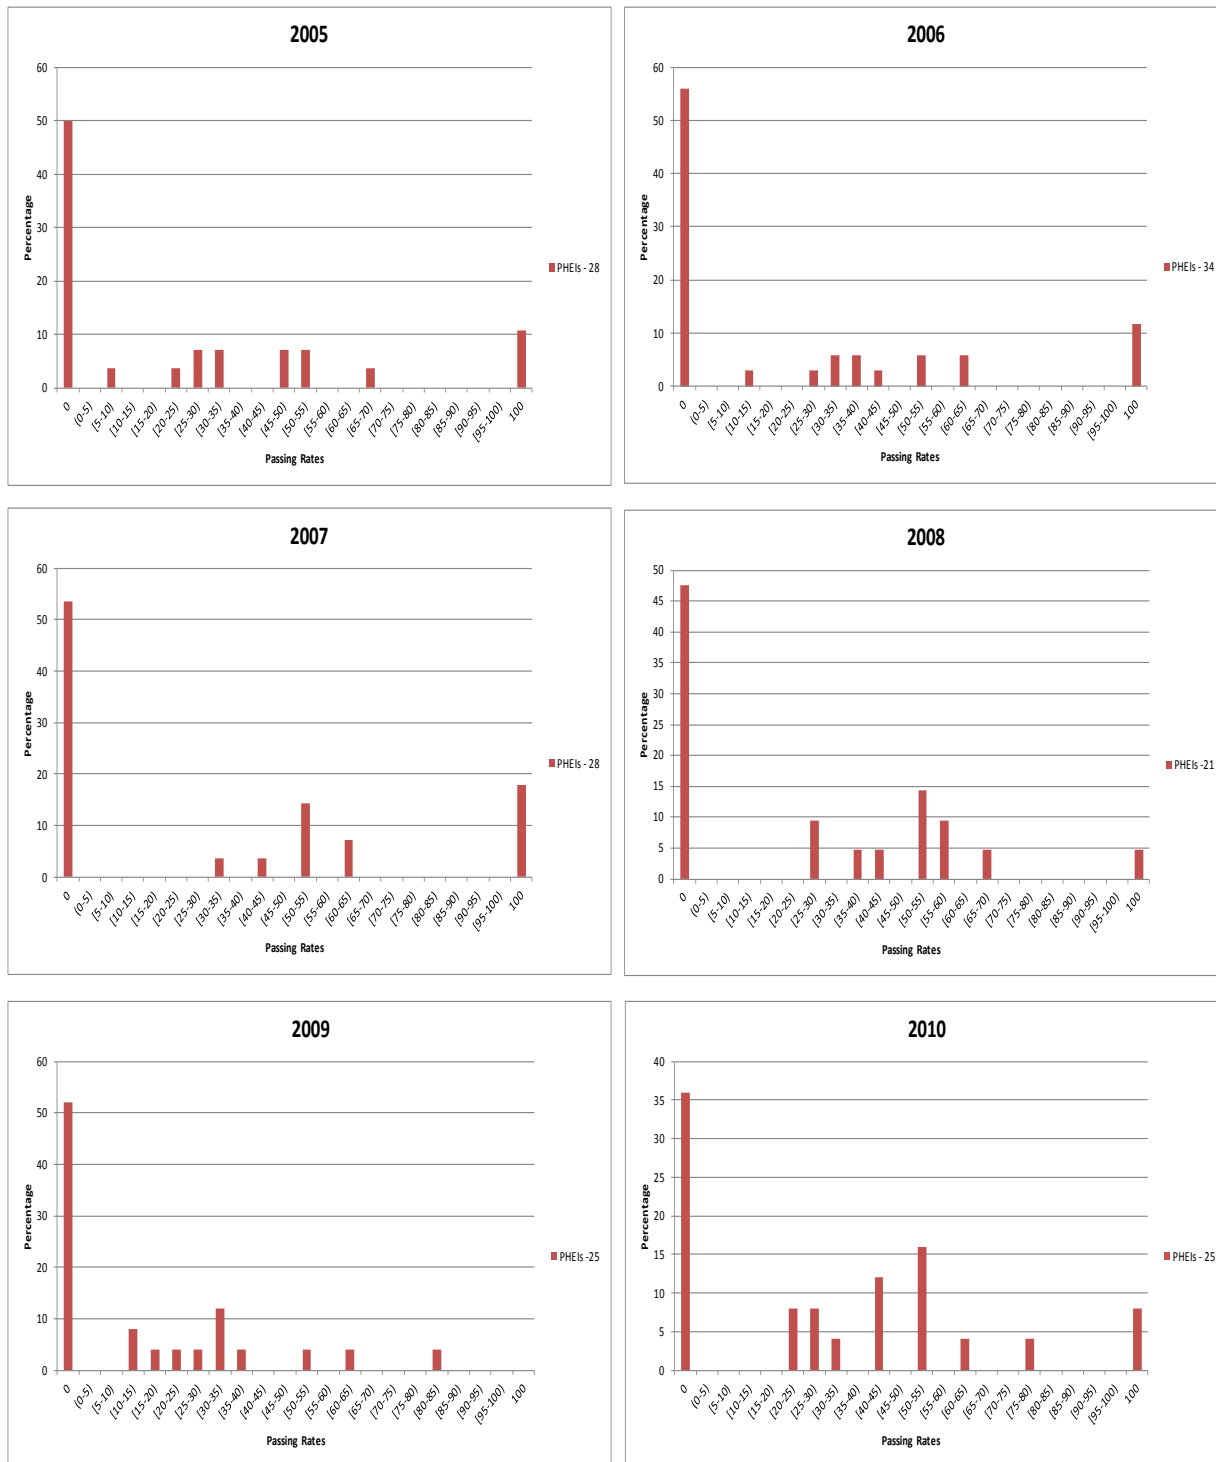 2005
60
50
40
30
20
10
0
Percentage
PHEIs - 28
0 (0-5) [5-10) [10-15) [15-20) [20-25) [25-30) [30-35) [35-40) [40-45) [45-50) [50-55) [55-60) [60-65) [65-70) [70-75) [75-80) [80-85) [85-90) [90-95) [95-100) 100
Passing Rates
2006
60
50
40
30
20
10
0
Percentage
PHEIs - 34
0 (0-5) [5-10) [10-15) [15-20) [20-25) [25-30) [30-35) [35-40) [40-45) [45-50) [50-55) [55-60) [60-65) [65-70) [70-75) [75-80) [80-85) [85-90) [90-95) [95-100) 100
Passing Rates
2007
60
50
40
30
20
10
0
Percentage
PHEIs - 28
0 (0-5) [5-10) [10-15) [15-20) [20-25) [25-30) [30-35) [35-40) [40-45) [45-50) [50-55) [55-60) [60-65) [65-70) [70-75) [75-80) [80-85) [85-90) [90-95) [95-100) 100
Passing Rates
2008
50
45
40
35
30
25
20
15
10
5
0
Percentage
PHEIs -21
0 (0-5) [5-10) [10-15) [15-20) [20-25) [25-30) [30-35) [35-40) [40-45) [45-50) [50-55) [55-60) [60-65) [65-70) [70-75) [75-80) [80-85) [85-90) [90-95) [95-100) 100
Passing Rates
2009
60
50
40
30
20
10
0
Percentage
PHEIs -25
0 (0-5) [5-10) [10-15) [15-20) [20-25) [25-30) [30-35) [35-40) [40-45) [45-50) [50-55) [55-60) [60-65) [65-70) [70-75) [75-80) [80-85) [85-90) [90-95) [95-100) 100
Passing Rates
2010
40
35
30
25
20
15
10
5
0
Percentage
PHEIs - 25
0 (0-5) [5-10) [10-15) [15-20) [20-25) [25-30) [30-35) [35-40) [40-45) [45-50) [50-55) [55-60) [60-65) [65-70) [70-75) [75-80) [80-85) [85-90) [90-95) [95-100) 100
Passing Rates